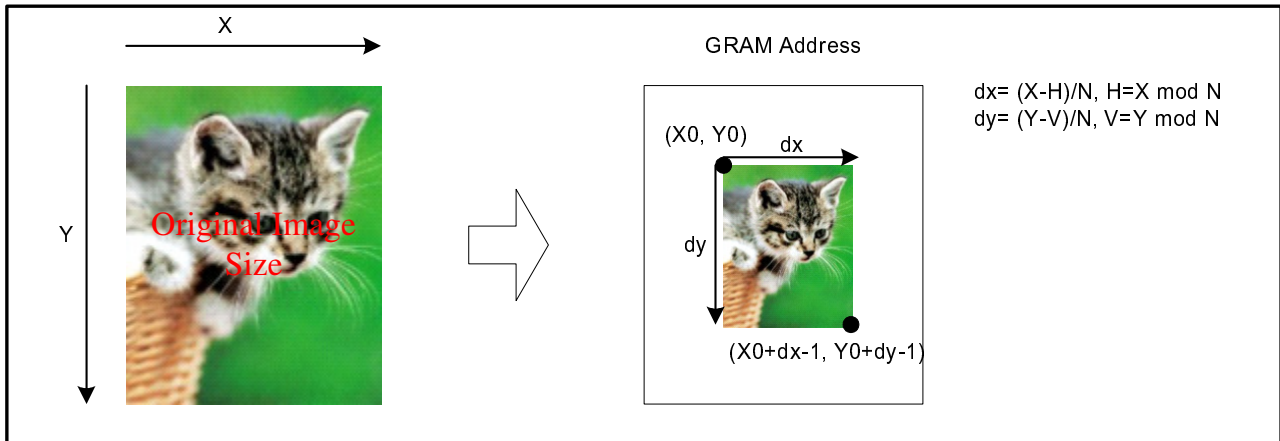 X
Y
Original Image
Size
GRAM Address
(X0, Y0)
dx
dy
(X0+dx-1, Y0+dy-1)
dx= (X-H)/N, H=X mod N
dy= (Y-V)/N, V=Y mod N